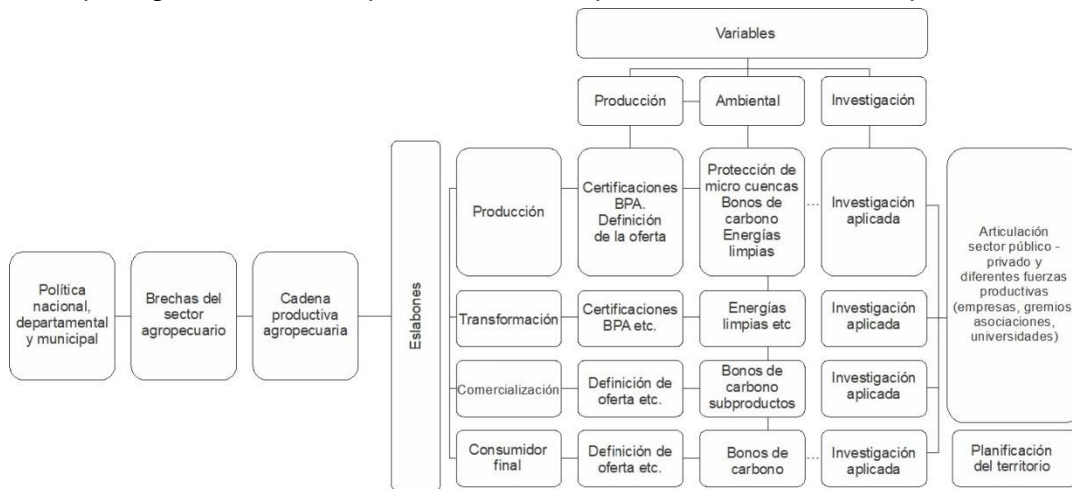 Variables
Producción
Ambiental
Investigación
Política
nacional,
departamental
y municipal
Brechas del
sector
agropecuario
Cadena
productiva
agropecuaria
Eslabones
Producción
Certificaciones
BPA.
Definición
de la oferta
Protección de
micro cuencas
Bonos de
carbono
Energías
limpias
Investigación
aplicada
Transformación
Certificaciones
BPA etc.
Energías
limpias etc
Investigación
aplicada
Comercialización
Definición de
oferta etc.
Bonos de
carbono
subproductos
Investigación
aplicada
Consumidor
final
Definición de
oferta etc.
Bonos de
carbono
Investigación
aplicada
Articulación
sector público -
privado y
diferentes fuerzas
productivas
(empresas, gremios
asociaciones,
universidades)
Planificación
del territorio